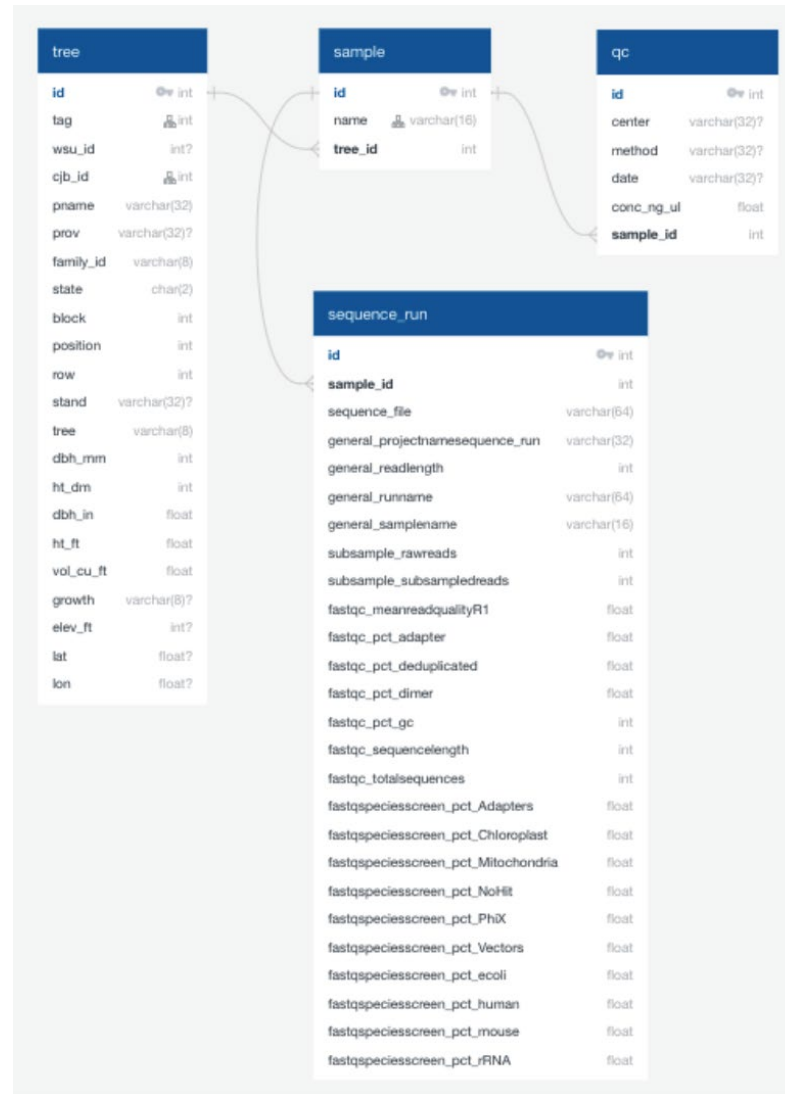 tree
id int
tag int
wsu_id int?
cjb_id int
pname varchar(32)
prov varchar(32)?
family_id varchar(8)
state char(2)
block int
position int
row int
stand varchar(32)?
tree varchar(8)
dbh_mm int
ht_dm int
dbh_in float
ht_ft float
vol_cu_ft float
growth varchar(8)?
elev_ft int?
lat float?
lon float?
sample
id int
name varchar(16)
tree_id int
qc
id int
center varchar(32)?
method varchar(32)?
date varchar(32)?
conc_ng_ul float
sample_id int
sequence_run
id int
sample_id int
sequence_file varchar(64)
general_projectnamesequence_run varchar(32)
general_readlength int
general_runname varchar(64)
general_samplename varchar(16)
subsample_rawreads int
subsample_subsampledreads int
fastqc_meanreadqualityR1 float
fastqc_pct_adapter float
fastqc_pct_deduplicated float
fastqc_pct_dimer float
fastqc_pct_gc int
fastqc_sequencelength int
fastqc_totalsequences int
fastqspeciesscreen_pct_Adapters float
fastqspeciesscreen_pct_Chloroplast float
fastqspeciesscreen_pct_Mitochondria float
fastqspeciesscreen_pct_NoHit float
fastqspeciesscreen_pct_PhiX float
fastqspeciesscreen_pct_Vectors float
fastqspeciesscreen_pct_ecoli float
fastqspeciesscreen_pct_human float
fastqspeciesscreen_pct_mouse float
fastqspeciesscreen_pct_rRNA float